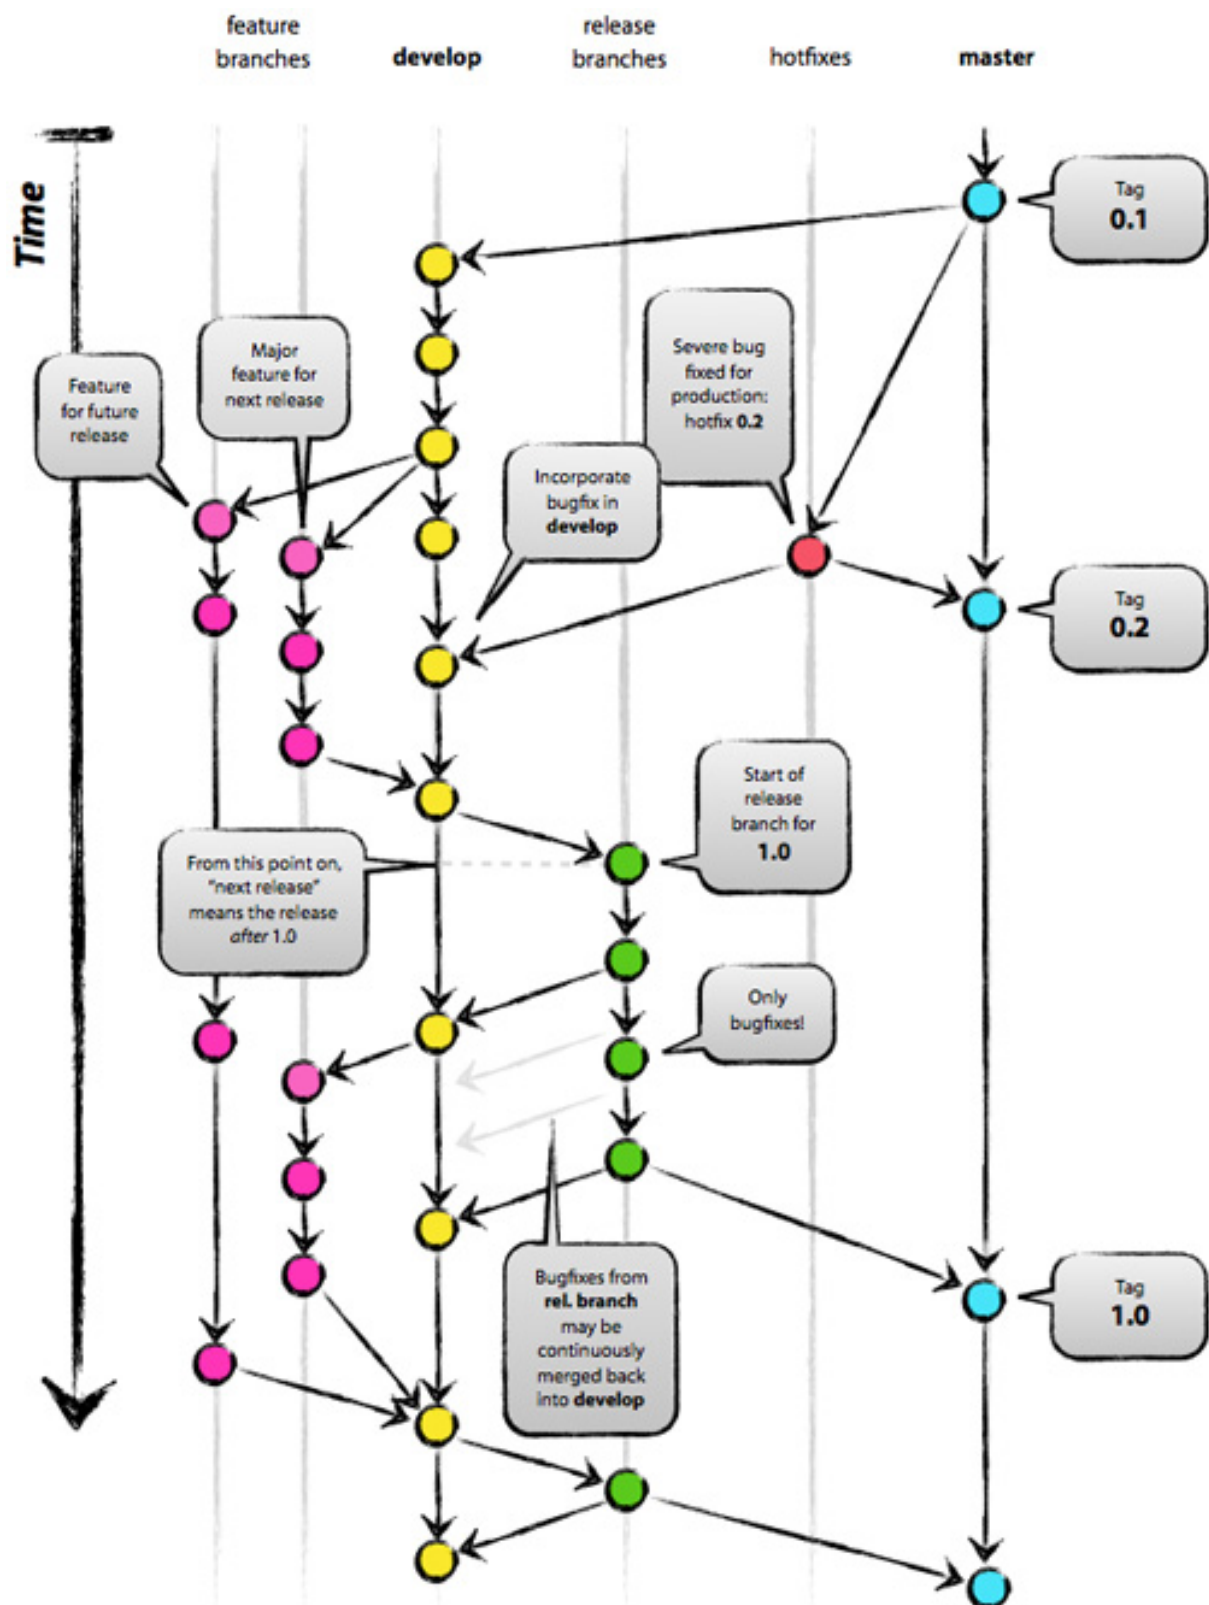 feature
branches
develop
release
branches
hotfixes
master
Time
Tag
0.1
Major
feature for
next release
Feature
for future
release
Severe bug
fixed for
production:
hotfix 0.2
Incorporate
bugfix in
develop
Tag
0.2
Start of
release
branch for
1.0
From this point on,
"next release"
means the release
after 1.0
Only
bugfixes!
Bugfixes from
rel. branch
may be
continuously
merged back
into develop
Tag
1.0